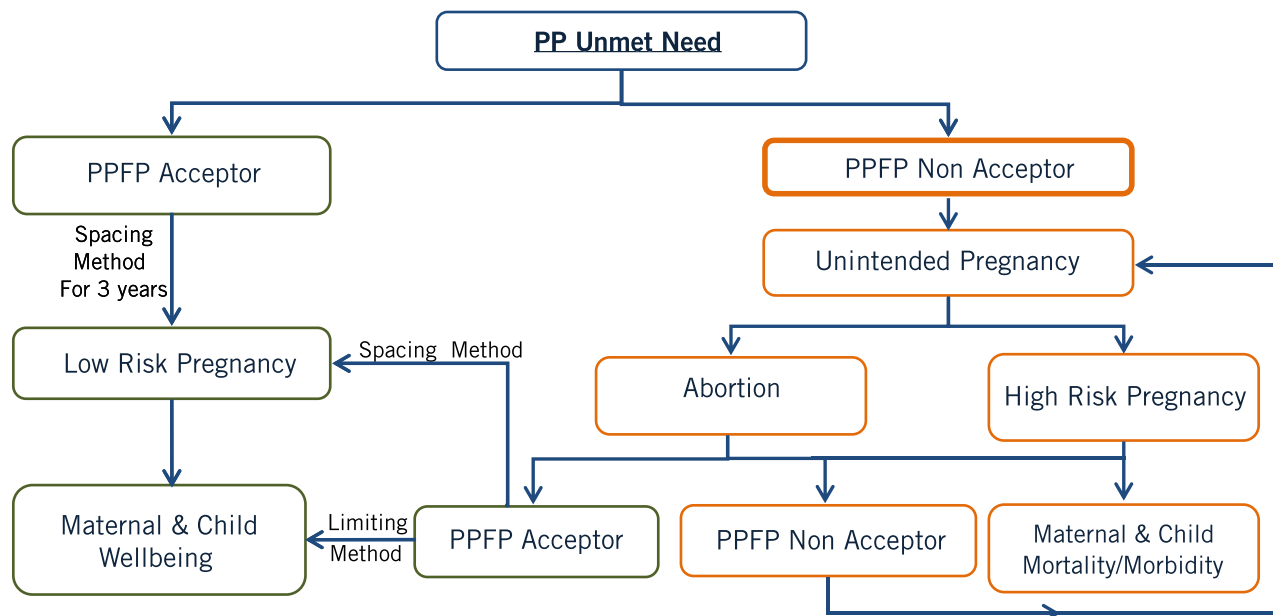 PP Unmet Need
PPFP Acceptor
PPFP Non Acceptor
Spacing
Method
For 3 years
Unintended Pregnancy
Low Risk Pregnancy
Spacing Method
Abortion
High Risk Pregnancy
Maternal & Child
Wellbeing
Limiting
Method
PPFP Acceptor
PPFP Non Acceptor
Maternal & Child
Mortality/Morbidity